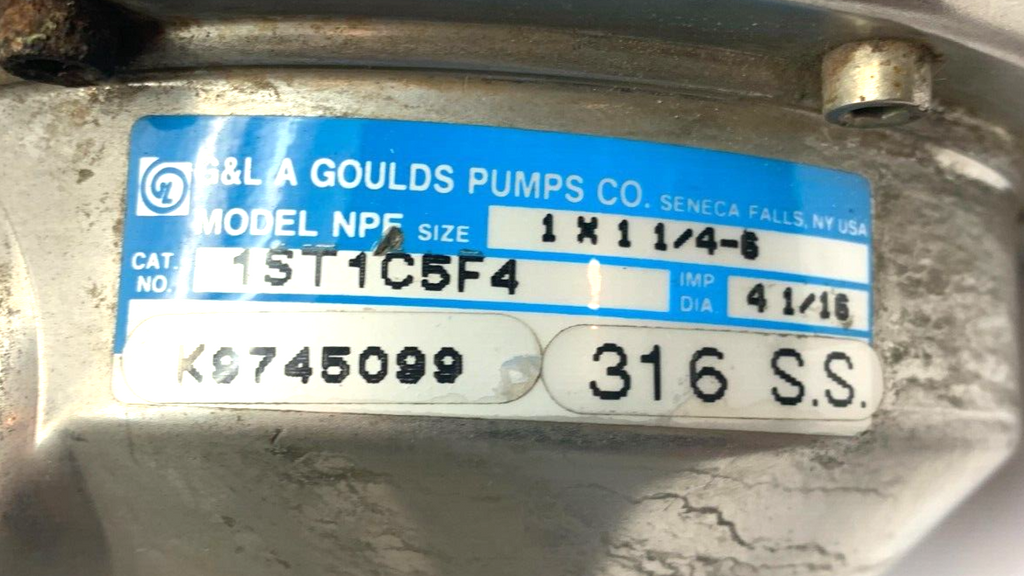 G&L A GOULDS PUMPS CO. SENECA FALLS, NY USA
MODEL NPE SIZE 1 X 1 1/4-6
CAT. NO. 1ST1C5F4 IMP DIA 4 1/16
K9745099 316 S.S.